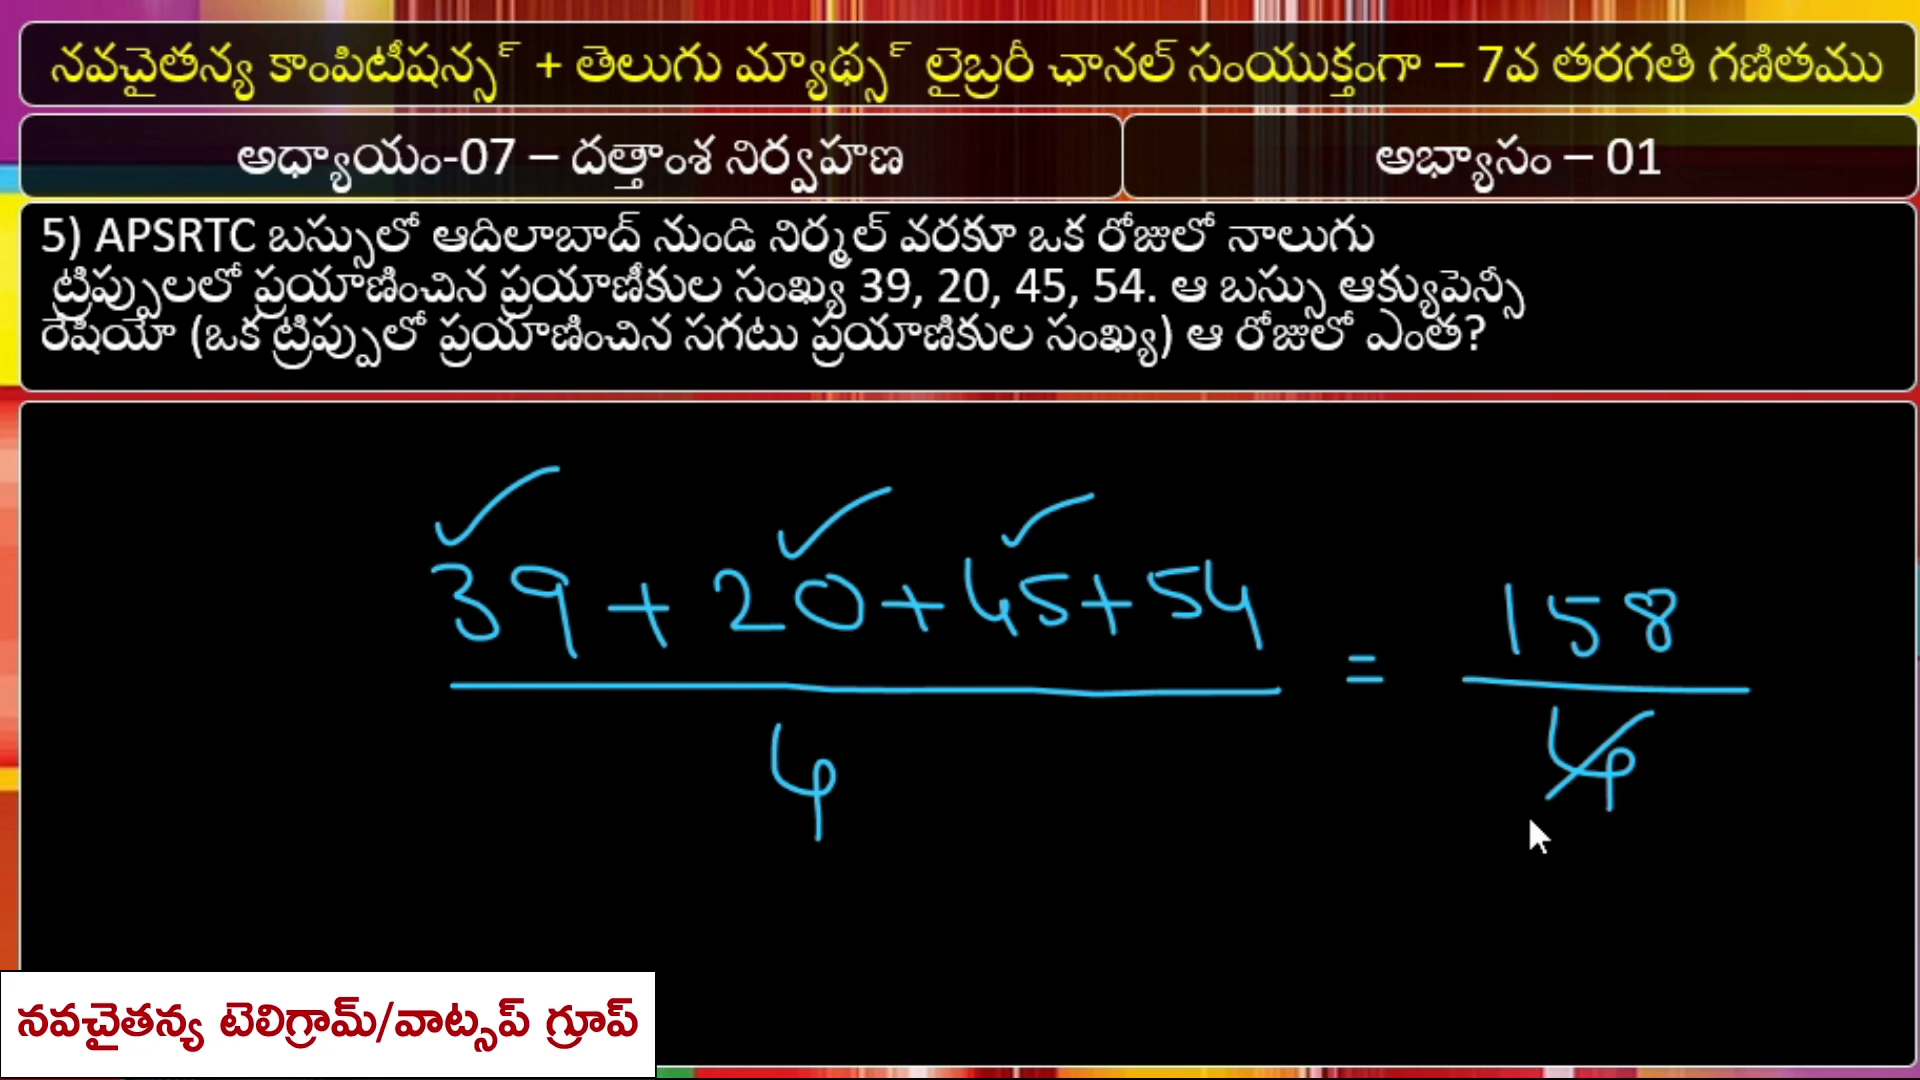 నవచైతన్య కాంపిటీషన్స్ + తెలుగు మ్యాథ్స్ లైబ్రరీ ఛానల్ సంయుక్తంగా – 7వ తరగతి గణితము
అధ్యాయం-07 – దత్తాంశ నిర్వహణ
అభ్యాసం – 01
5) APSRTC బస్సులో ఆదిలాబాద్ నుండి నిర్మల్ వరకూ ఒక రోజులో నాలుగు
ట్రిప్పులలో ప్రయాణించిన ప్రయాణీకుల సంఖ్య 39, 20, 45, 54. ఆ బస్సు ఆక్యుపెన్సీ
రేషియో (ఒక ట్రిప్పులో ప్రయాణించిన సగటు ప్రయాణికుల సంఖ్య) ఆ రోజులో ఎంత?
39 + 20 + 45 + 54 = 158
4 4
నవచైతన్య టెలిగ్రామ్/వాట్సప్ గ్రూప్